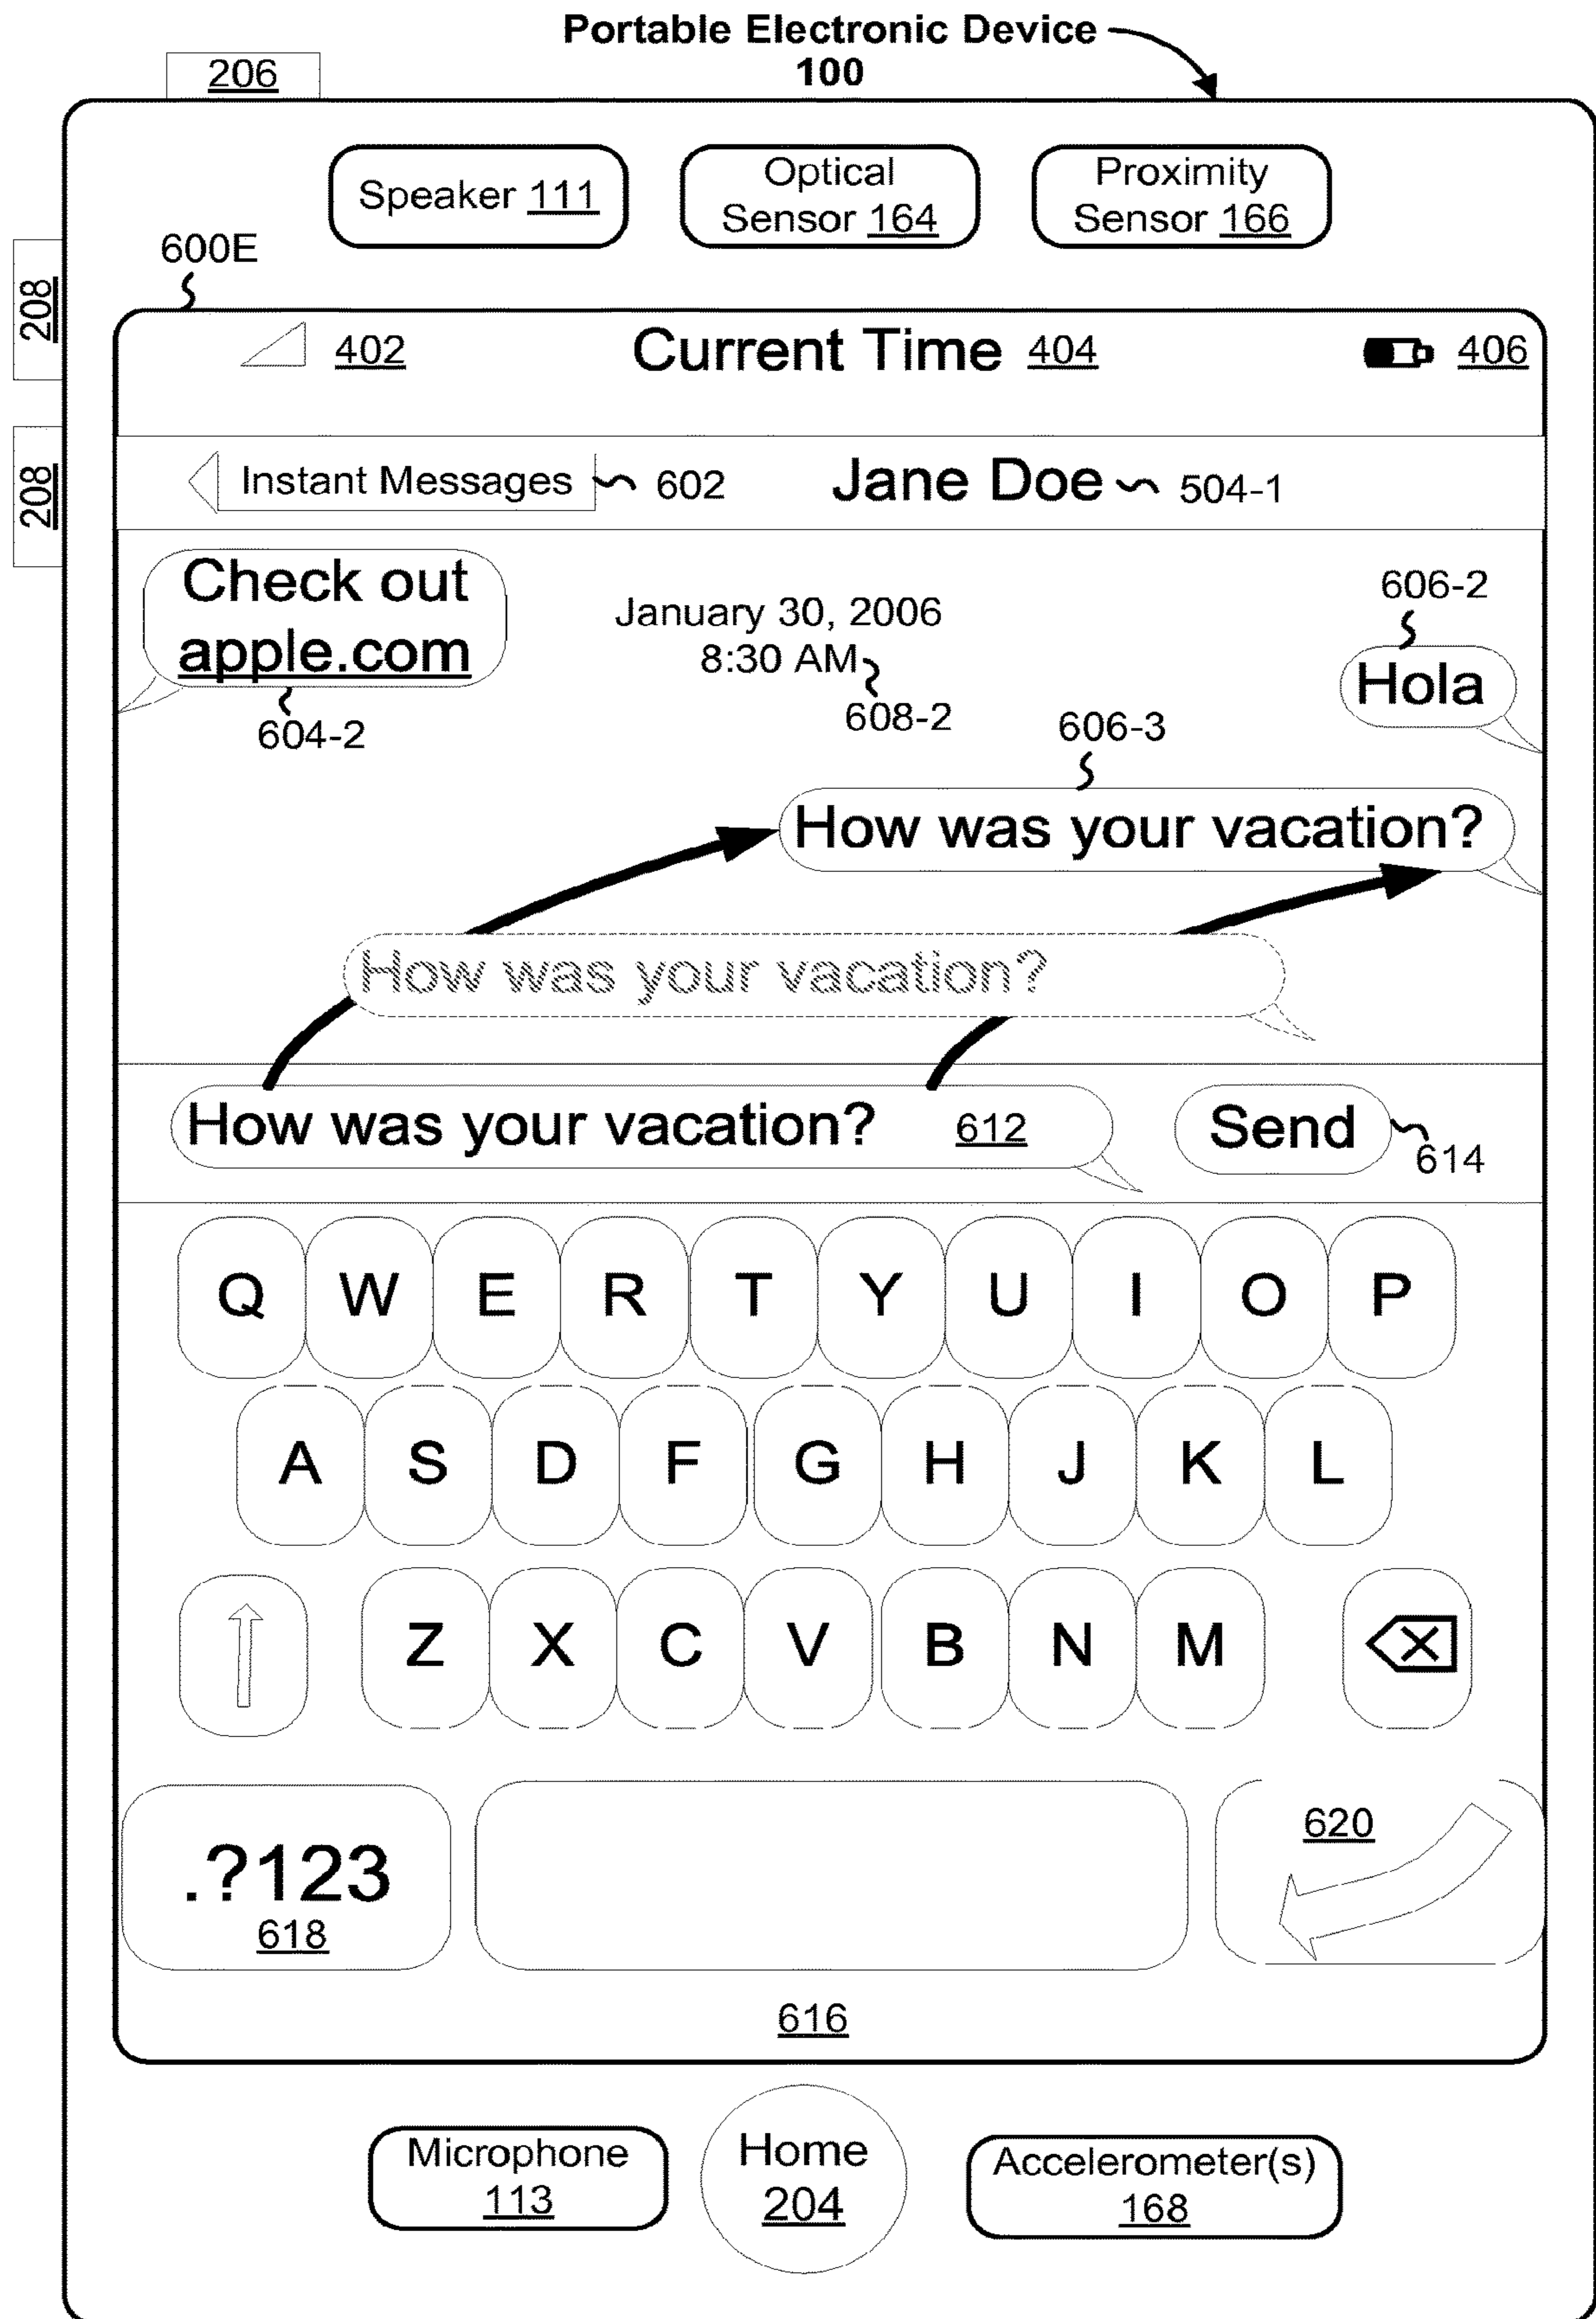 Portable Electronic Device
100
206
Speaker 111
Optical
Sensor 164
Proximity
Sensor 166
600E
208
402
Current Time 404
406
208
Instant Messages
602
Jane Doe
504-1
Check out
apple.com
604-2
January 30, 2006
8:30 AM
608-2
606-2
Hola
606-3
How was your vacation?
How was your vacation?
How was your vacation? 612
Send
614
Q W E R T Y U I O P
A S D F G H J K L
Z X C V B N M
.?123
618
620
616
Microphone
113
Home
204
Accelerometer(s)
168